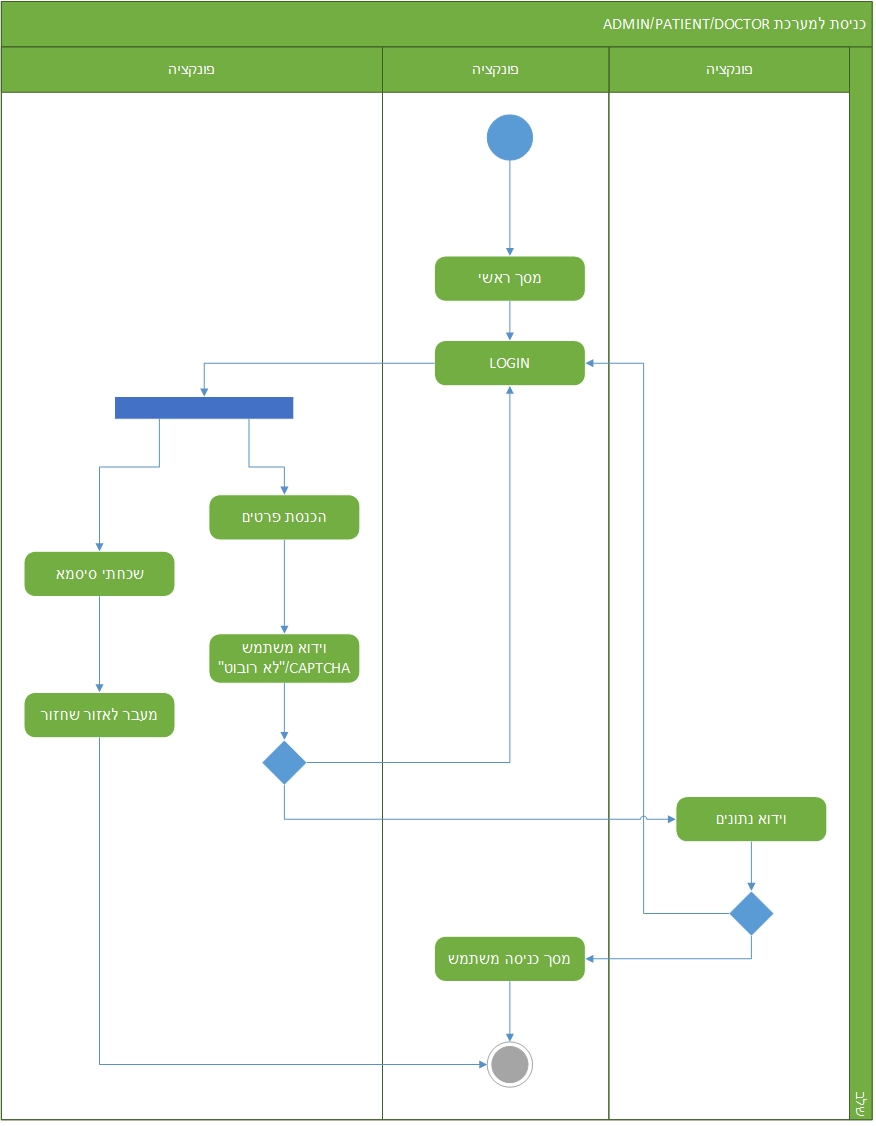 כניסת למערכת ADMIN/PATIENT/DOCTOR
פונקציה
פונקציה
פונקציה
מסך ראשי
LOGIN
הכנסת פרטים
שכחתי סיסמא
וידוא משתמש
CAPTCHA/"לא רובוט"
מעבר לאזור שחזור
וידוא נתונים
מסך כניסה משתמש
שלב